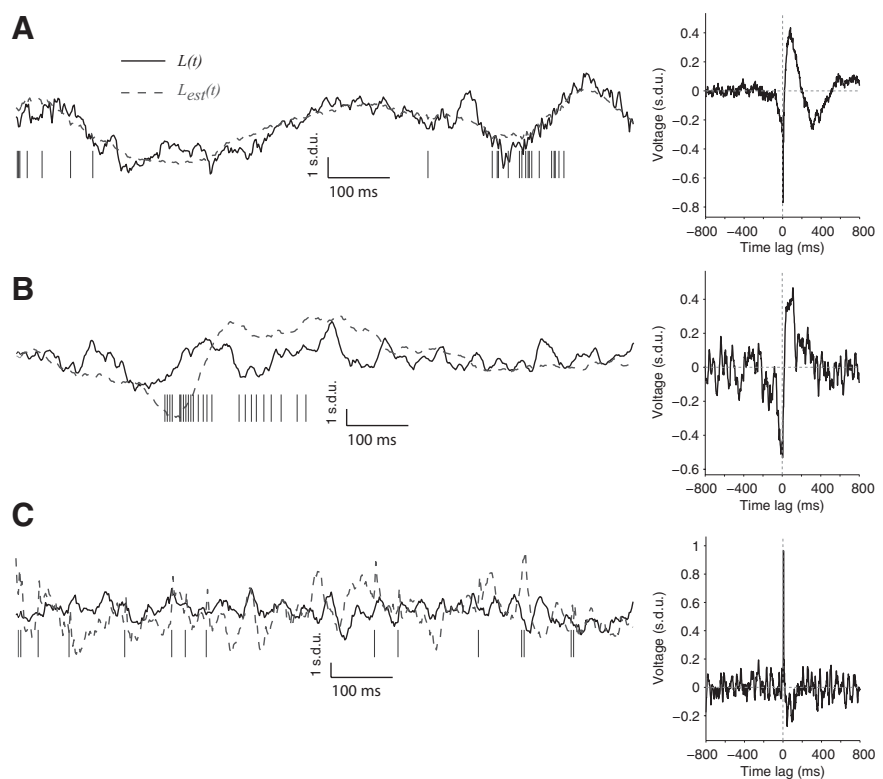 A
L(t)
L_est(t)
1 s.d.u.
100 ms
Voltage (s.d.u.)
0.4
0.2
0
−0.2
−0.4
−0.6
−0.8
−800 −400 0 400 800
Time lag (ms)
B
1 s.d.u.
100 ms
Voltage (s.d.u.)
0.4
0.2
0
−0.2
−0.4
−0.6
−800 −400 0 400 800
Time lag (ms)
C
1 s.d.u.
100 ms
Voltage (s.d.u.)
1
0.8
0.6
0.4
0.2
0
−0.2
−800 −400 0 400 800
Time lag (ms)